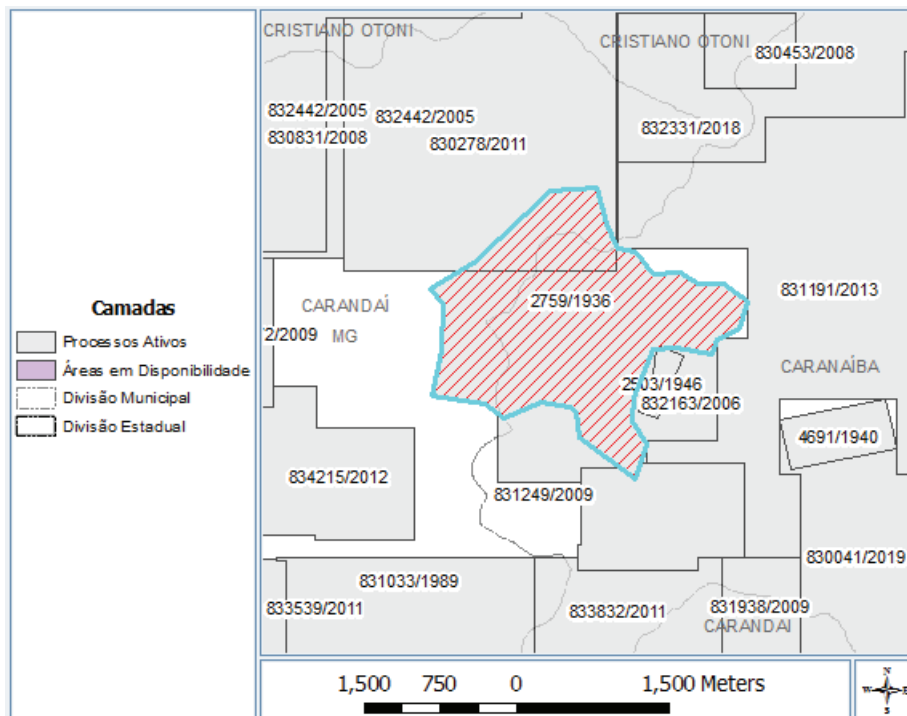 Camadas
Processos Ativos
Áreas em Disponibilidade
Divisão Municipal
Divisão Estadual
CRISTIANO OTONI
CRISTIANO OTONI
830453/2008
832442/2005
832442/2005
830831/2008
830278/2011
832331/2018
2759/1936
831191/2013
CARANDAÍ
MG
2/2009
2503/1946
832163/2006
CARANAÍBA
4691/1940
834215/2012
831249/2009
830041/2019
831033/1989
833539/2011
833832/2011
831938/2009
CARANDAÍ
1,500 750 0 1,500 Meters
N
W E
S